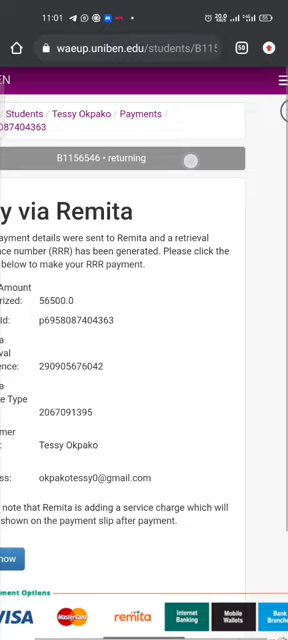 11:01
waeup.uniben.edu/students/B115
50
EN
Students / Tessy Okpako / Payments /
087404363
B1156546 • returning
y via Remita
ayment details were sent to Remita and a retrieval
nce number (RRR) has been generated. Please click the
below to make your RRR payment.
Amount
rized: 56500.0
Id: p6958087404363
a
val
ence: 290905676042
a
e Type
2067091395
mer
: Tessy Okpako
ss: okpakotessy0@gmail.com
note that Remita is adding a service charge which will
shown on the payment slip after payment.
now
yment Options
VISA MasterCard remita Internet Banking Mobile Wallets Bank Branch